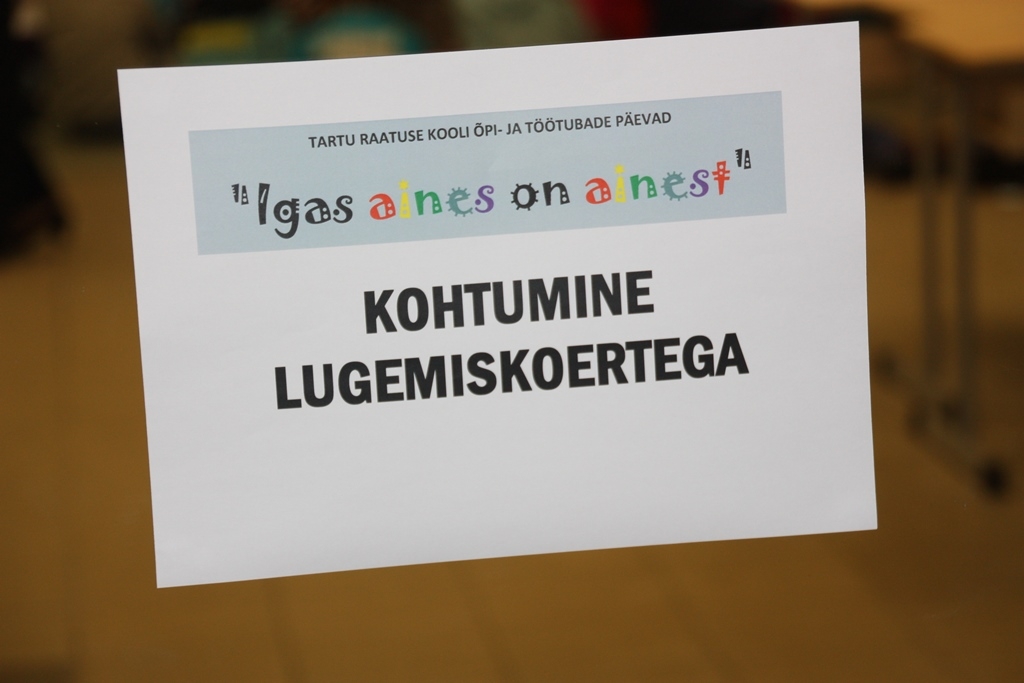 TARTU RAATUSE KOOLI ÕPI- JA TÖÖTUBADE PÄEVAD
"Igas aines on ainest"
KOHTUMINE
LUGEMISKOERTEGA